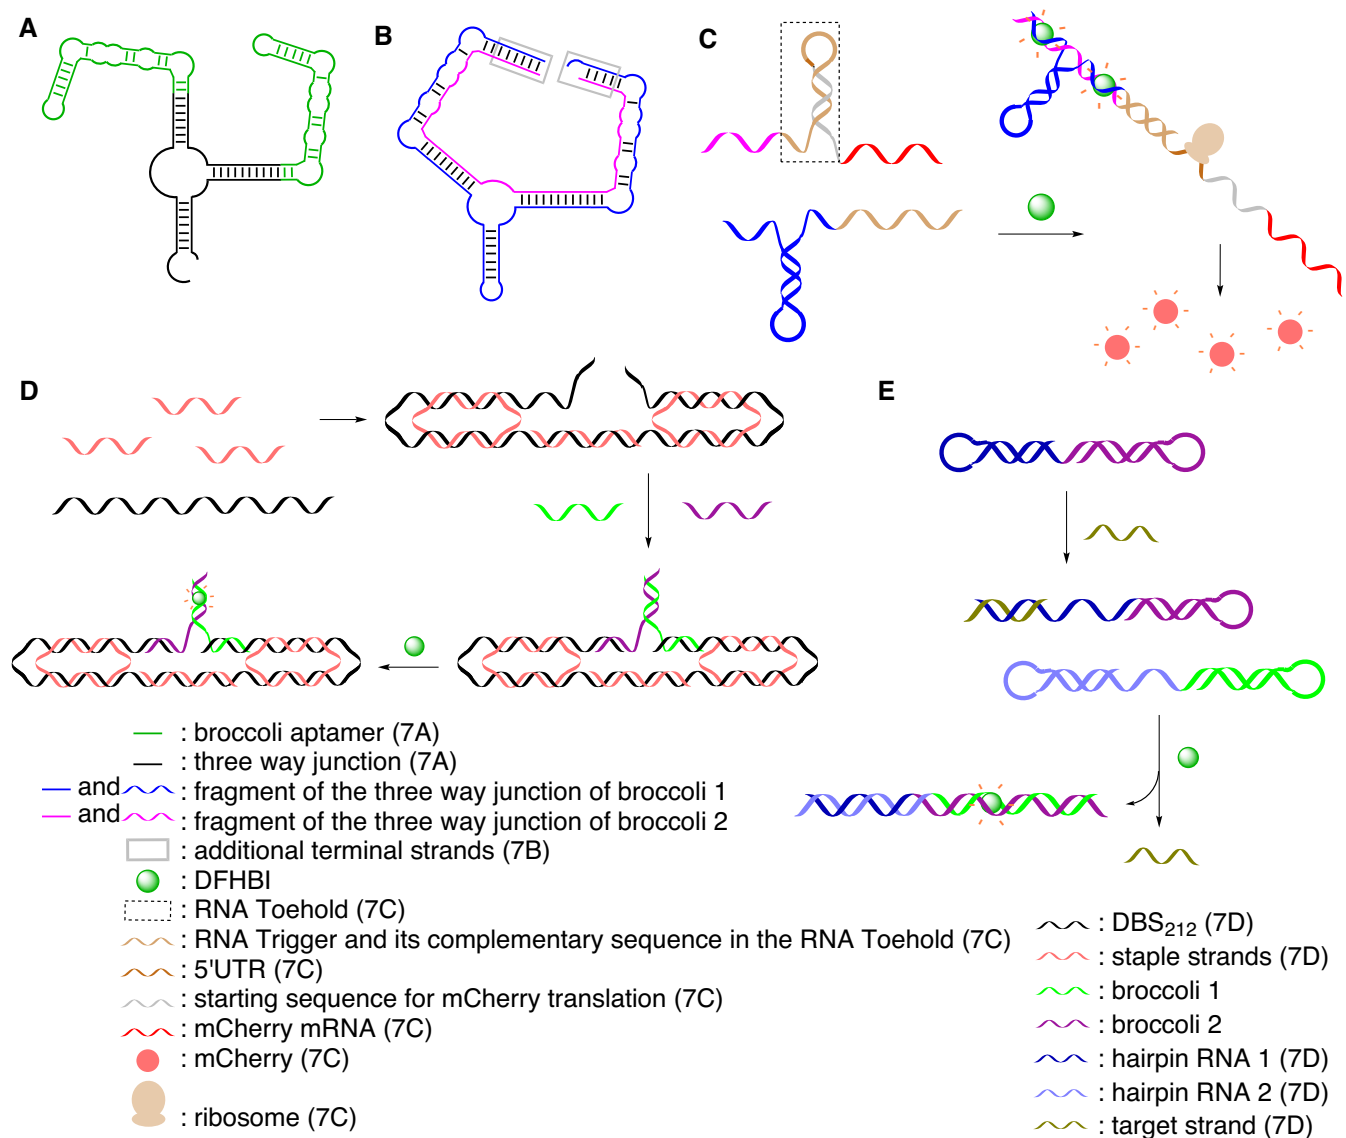 A
B
C
D
E
: broccoli aptamer (7A)
: three way junction (7A)
and : fragment of the three way junction of broccoli 1
and : fragment of the three way junction of broccoli 2
: additional terminal strands (7B)
: DFHBI
: RNA Toehold (7C)
: RNA Trigger and its complementary sequence in the RNA Toehold (7C)
: 5'UTR (7C)
: starting sequence for mCherry translation (7C)
: mCherry mRNA (7C)
: mCherry (7C)
: ribosome (7C)
: DBS212 (7D)
: staple strands (7D)
: broccoli 1
: broccoli 2
: hairpin RNA 1 (7D)
: hairpin RNA 2 (7D)
: target strand (7D)